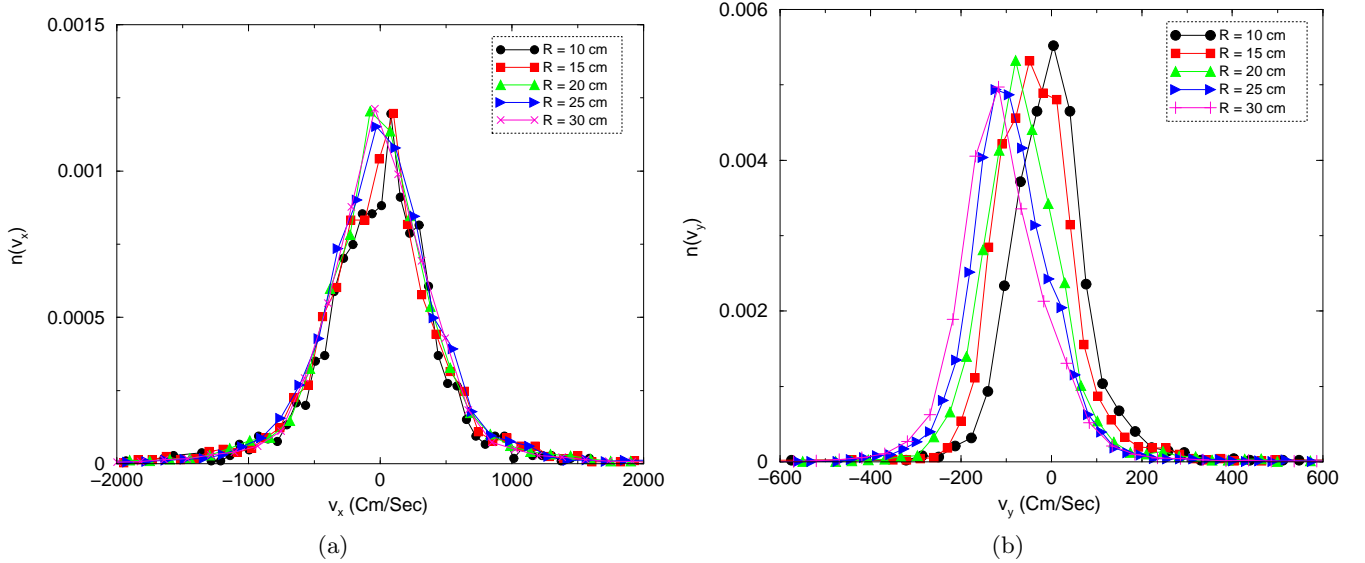 0.0015
0.001
0.0005
0
n(vₓ)
−2000
−1000
0
1000
2000
vₓ (Cm/Sec)
R = 10 cm
R = 15 cm
R = 20 cm
R = 25 cm
R = 30 cm
(a)
0.006
0.004
0.002
0
n(v_y)
−600
−400
−200
0
200
400
600
v_y (Cm/Sec)
R = 10 cm
R = 15 cm
R = 20 cm
R = 25 cm
R = 30 cm
(b)